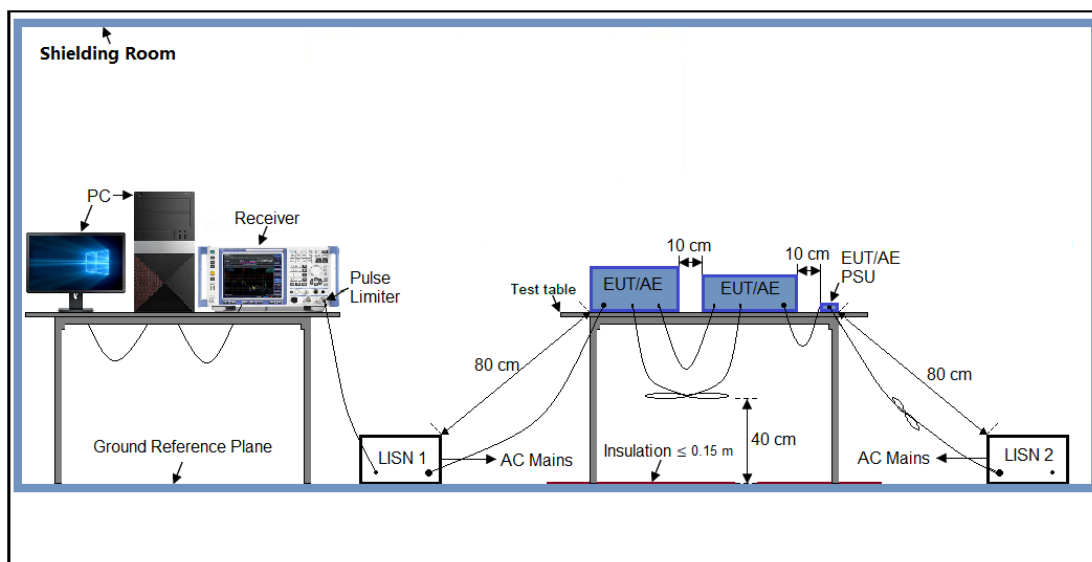 Shielding Room
PC
Receiver
Pulse
Limiter
10 cm
10 cm
EUT/AE
PSU
EUT/AE
EUT/AE
Test table
80 cm
80 cm
40 cm
Ground Reference Plane
LISN 1
AC Mains
Insulation ≤ 0.15 m
AC Mains
LISN 2